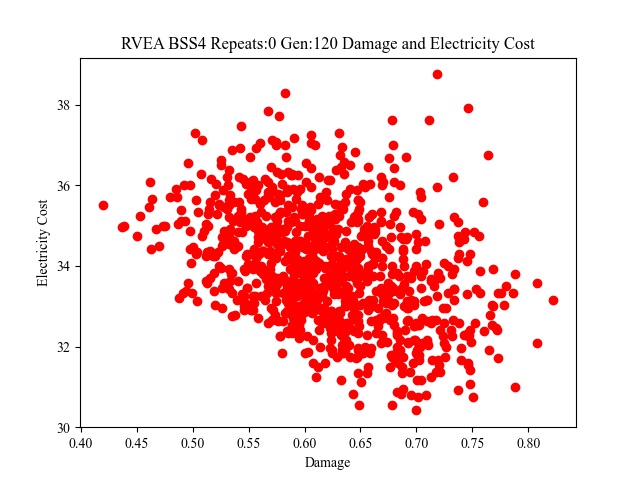 RVEA BSS4 Repeats:0 Gen:120 Damage and Electricity Cost
38
36
34
32
30
Electricity Cost
0.40 0.45 0.50 0.55 0.60 0.65 0.70 0.75 0.80
Damage